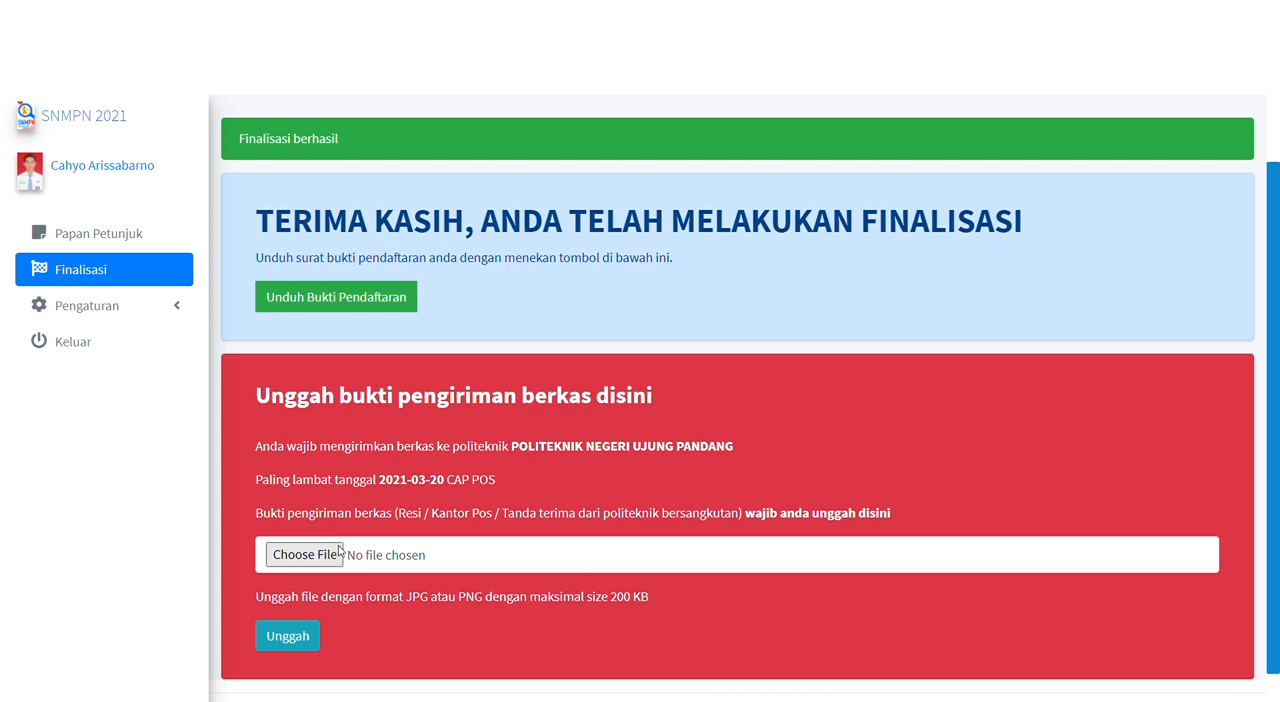 SNMPN 2021
Cahyo Arissabarno
Papan Petunjuk
Finalisasi
Pengaturan
Keluar
Finalisasi berhasil
TERIMA KASIH, ANDA TELAH MELAKUKAN FINALISASI
Unduh surat bukti pendaftaran anda dengan menekan tombol di bawah ini.
Unduh Bukti Pendaftaran
Unggah bukti pengiriman berkas disini
Anda wajib mengirimkan berkas ke politeknik POLITEKNIK NEGERI UJUNG PANDANG
Paling lambat tanggal 2021-03-20 CAP POS
Bukti pengiriman berkas (Resi / Kantor Pos / Tanda terima dari politeknik bersangkutan) wajib anda unggah disini
Choose File No file chosen
Unggah file dengan format JPG atau PNG dengan maksimal size 200 KB
Unggah